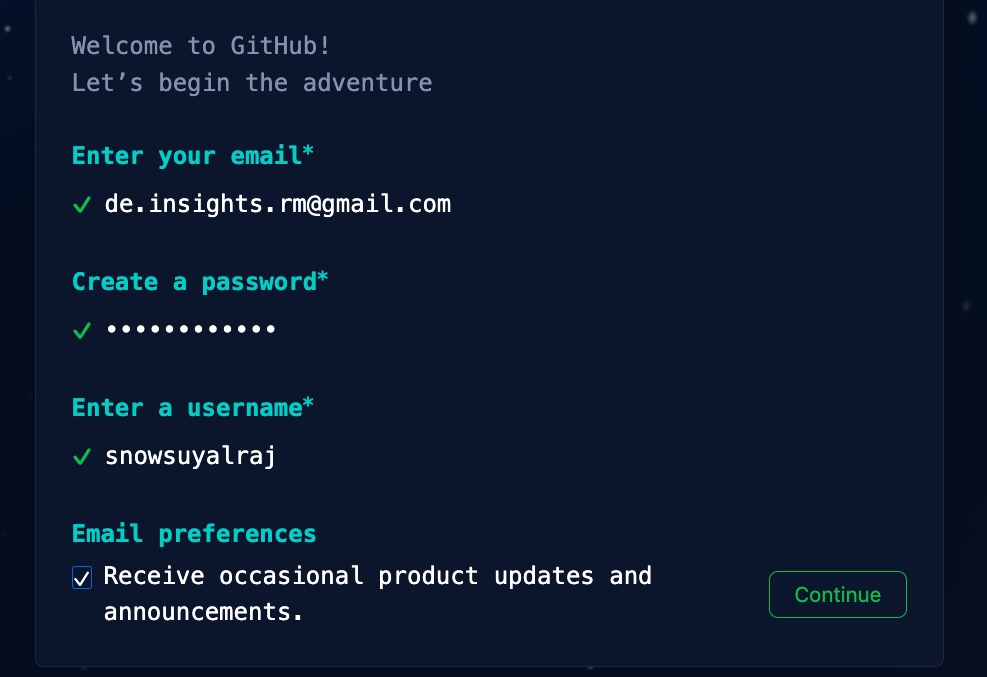 Welcome to GitHub!
Let’s begin the adventure
Enter your email*
✓ de.insights.rm@gmail.com
Create a password*
✓ ••••••••••••
Enter a username*
✓ snowsuyalraj
Email preferences
Receive occasional product updates and
announcements.
Continue